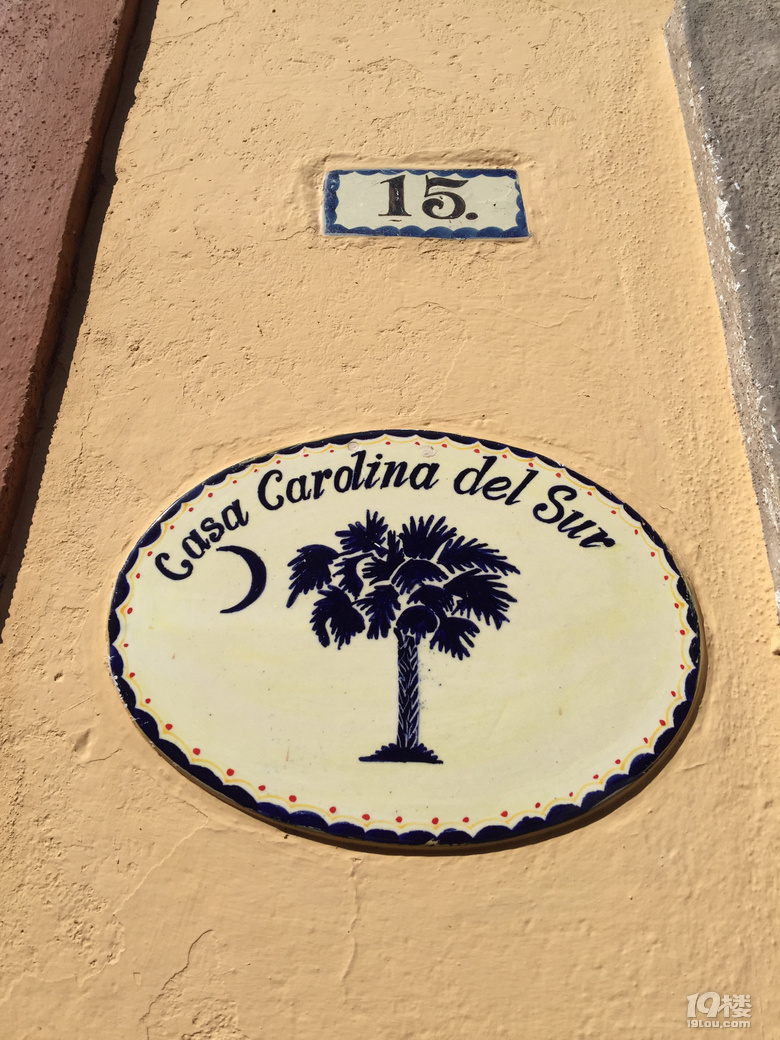 15.
Casa Carolina del Sur
19楼
19lou.com